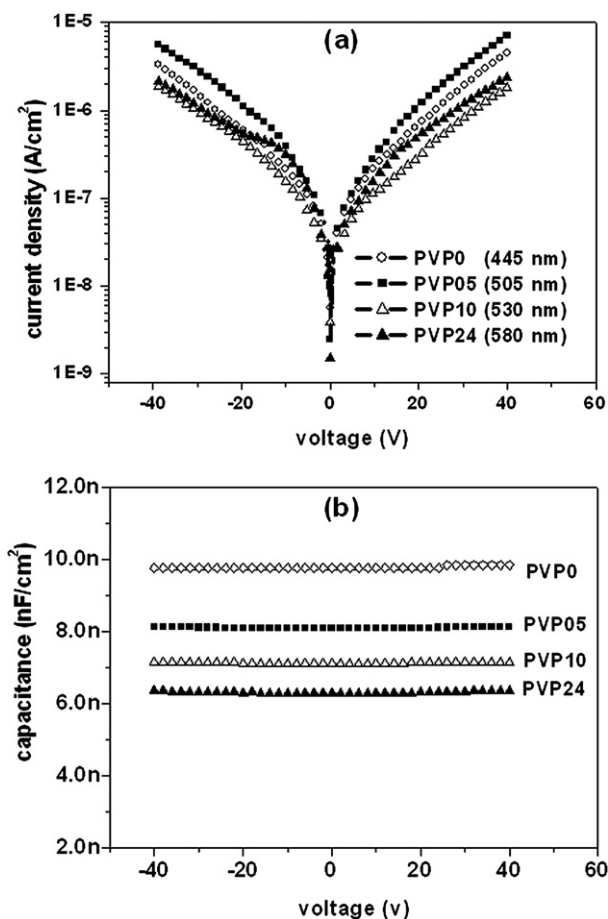 (a)
1E-5
1E-6
1E-7
1E-8
1E-9
current density (A/cm²)
PVP0 (445 nm)
PVP05 (505 nm)
PVP10 (530 nm)
PVP24 (580 nm)
-40 -20 0 20 40 60
voltage (V)
(b)
12.0n
10.0n
8.0n
6.0n
4.0n
2.0n
capacitance (nF/cm²)
PVP0
PVP05
PVP10
PVP24
-40 -20 0 20 40 60
voltage (v)